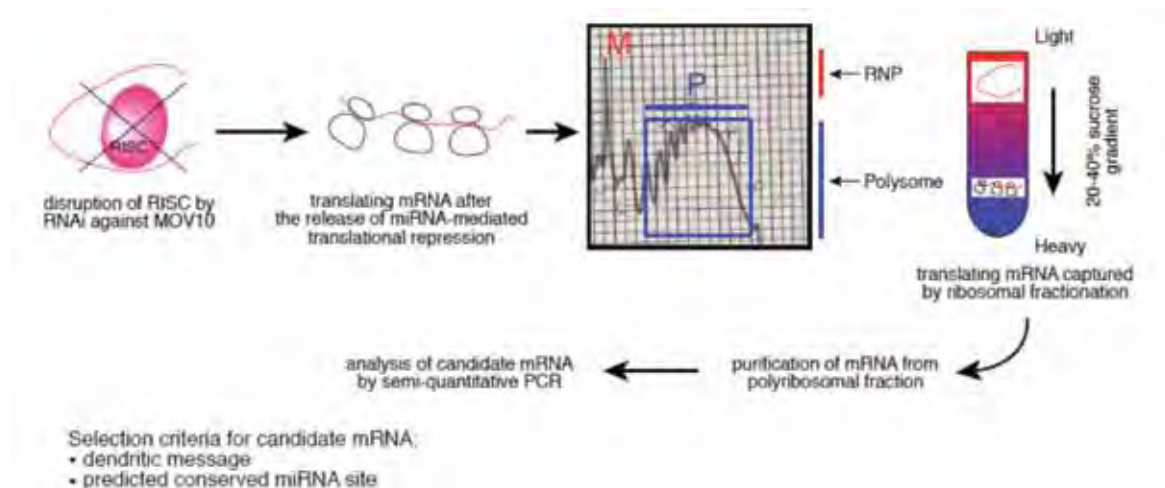 M
P
RNP
Polysome
Light
20-40% sucrose
gradient
Heavy
RISC
disruption of RISC by
RNAi against MOV10
translating mRNA after
the release of miRNA-mediated
translational repression
translating mRNA captured
by ribosomal fractionation
purification of mRNA from
polyribosomal fraction
analysis of candidate mRNA
by semi-quantitative PCR
Selection criteria for candidate mRNA:
• dendritic message
• predicted conserved miRNA site